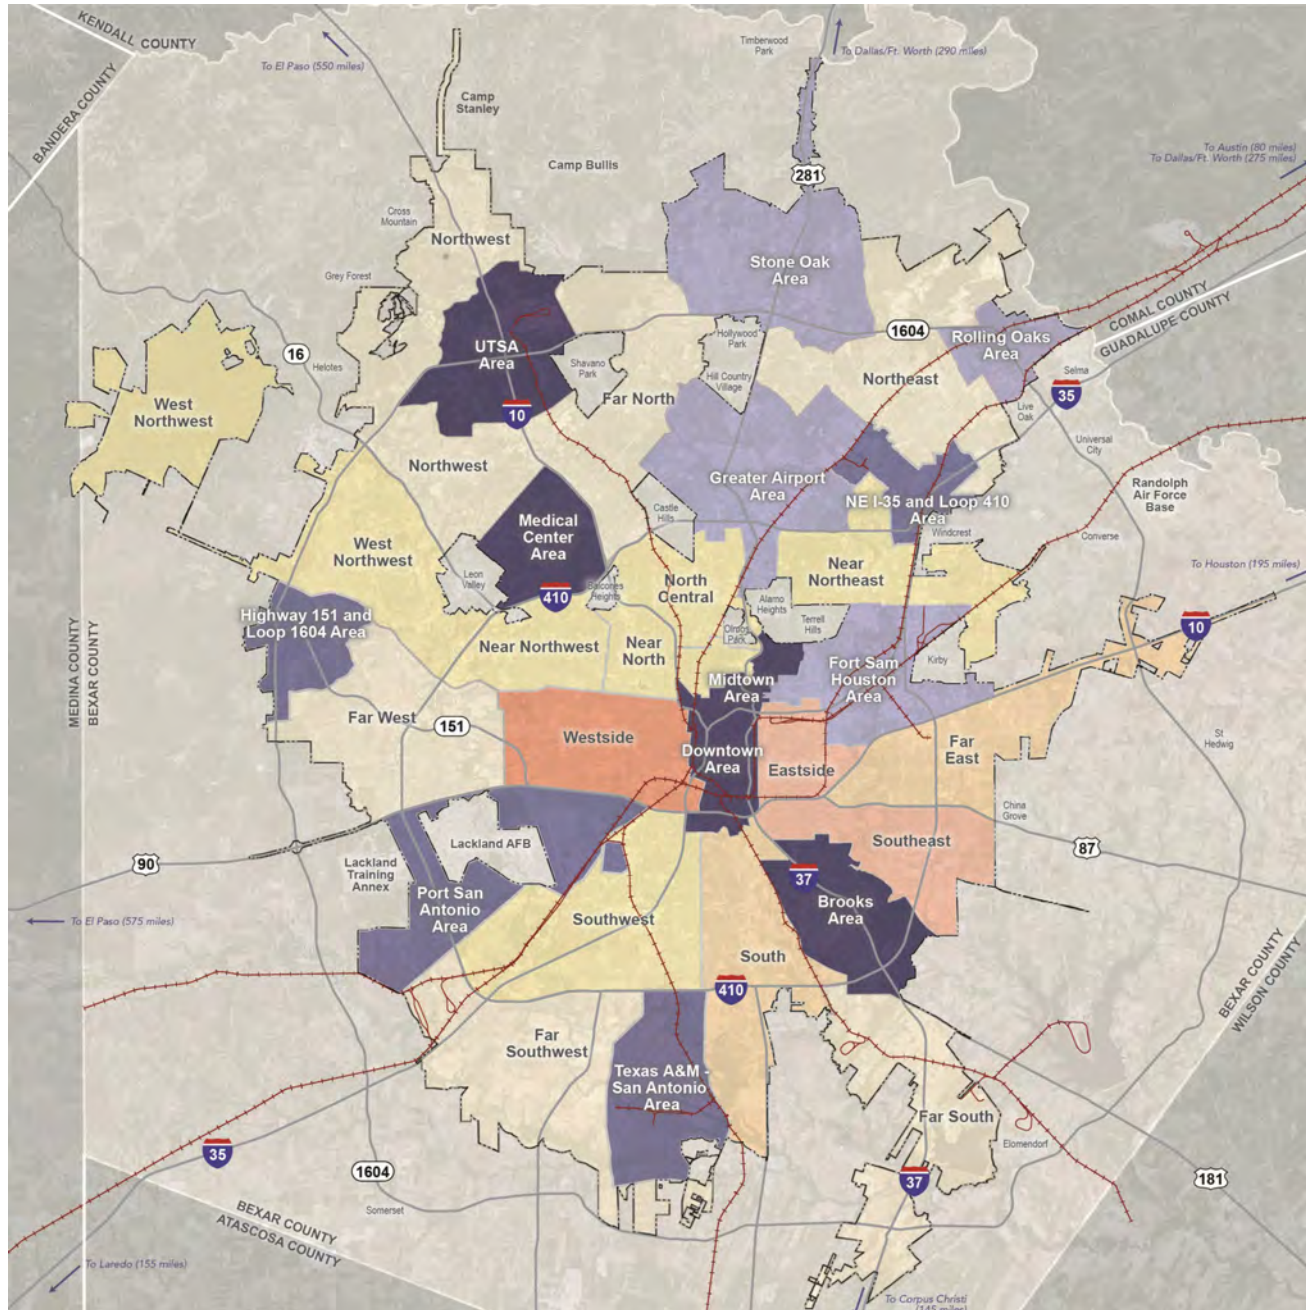 KENDALL COUNTY
BANDERA COUNTY
To El Paso (550 miles)
Timberwood
Park
To Dallas/Ft. Worth (290 miles)
Camp
Stanley
Camp Bullis
281
To Austin (80 miles)
To Dallas/Ft. Worth (275 miles)
Cross
Mountain
Northwest
Grey Forest
Stone Oak
Area
COMAL COUNTY
GUADALUPE COUNTY
1604
Rolling Oaks
Area
Hollywood
Park
UTSA
Area
Shavano
Park
16
Helotes
Hill Country
Village
Northeast
Selma
35
Far North
West
Northwest
10
Live
Oak
Universal
City
Northwest
Greater Airport
Area
Randolph
Air Force
Base
NE I-35 and Loop 410
Area
Castle
Hills
Medical
Center
Area
Windcrest
Converse
West
Northwest
Leon
Valley
Near
Northeast
To Houston (195 miles)
North
Central
Balcones
Heights
410
Alamo
Heights
Highway 151 and
Loop 1604 Area
Terrell
Hills
Olmos
Park
10
Near Northwest
Near
North
Kirby
Fort Sam
Houston
Area
Midtown
Area
MEDINA COUNTY
BEXAR COUNTY
Far West
151
Westside
Downtown
Area
Eastside
Far
East
St
Hedwig
China
Grove
Southeast
87
Lackland AFB
90
Lackland
Training
Annex
37
Port San
Antonio
Area
Brooks
Area
To El Paso (575 miles)
Southwest
South
410
BEXAR COUNTY
WILSON COUNTY
Far
Southwest
Texas A&M -
San Antonio
Area
Far South
Elomendorf
35
1604
37
181
Somerset
BEXAR COUNTY
ATASCOSA COUNTY
To Laredo (155 miles)
To Corpus Christi
(145 miles)